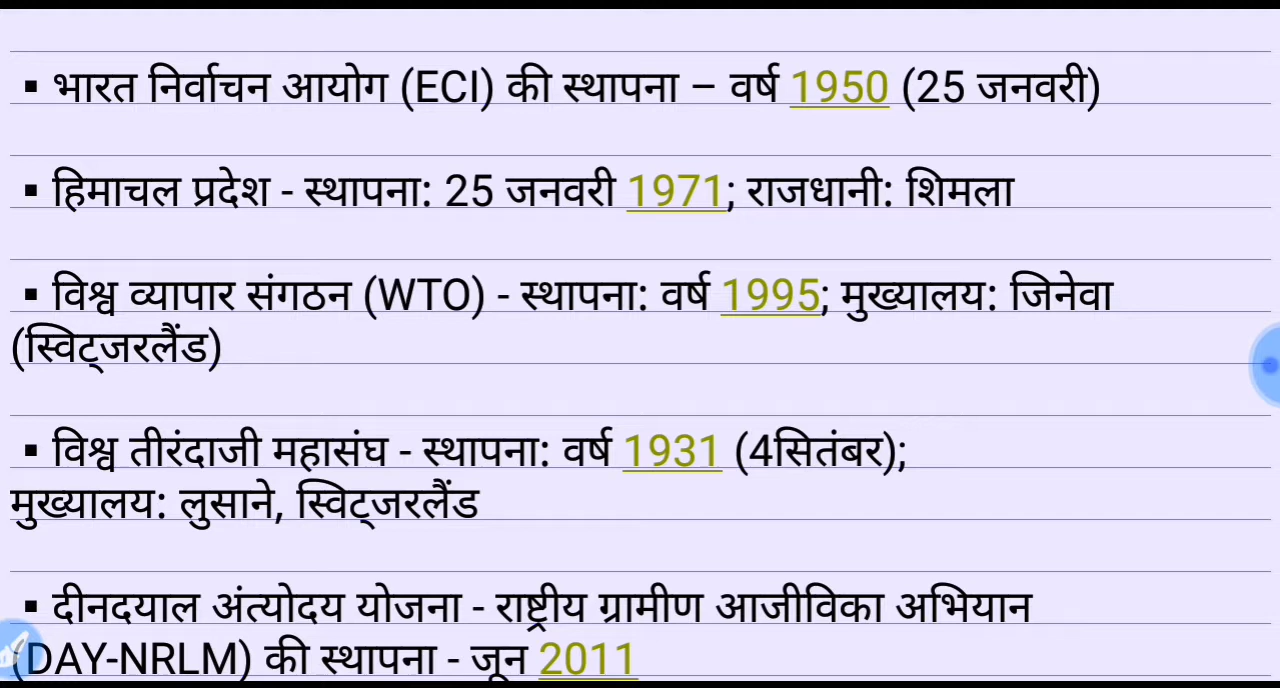 ▪ भारत निर्वाचन आयोग (ECI) की स्थापना – वर्ष 1950 (25 जनवरी)
▪ हिमाचल प्रदेश - स्थापना: 25 जनवरी 1971; राजधानी: शिमला
▪ विश्व व्यापार संगठन (WTO) - स्थापना: वर्ष 1995; मुख्यालय: जिनेवा
(स्विट्जरलैंड)
▪ विश्व तीरंदाजी महासंघ - स्थापना: वर्ष 1931 (4सितंबर);
मुख्यालय: लुसाने, स्विट्जरलैंड
▪ दीनदयाल अंत्योदय योजना - राष्ट्रीय ग्रामीण आजीविका अभियान
(DAY-NRLM) की स्थापना - जून 2011